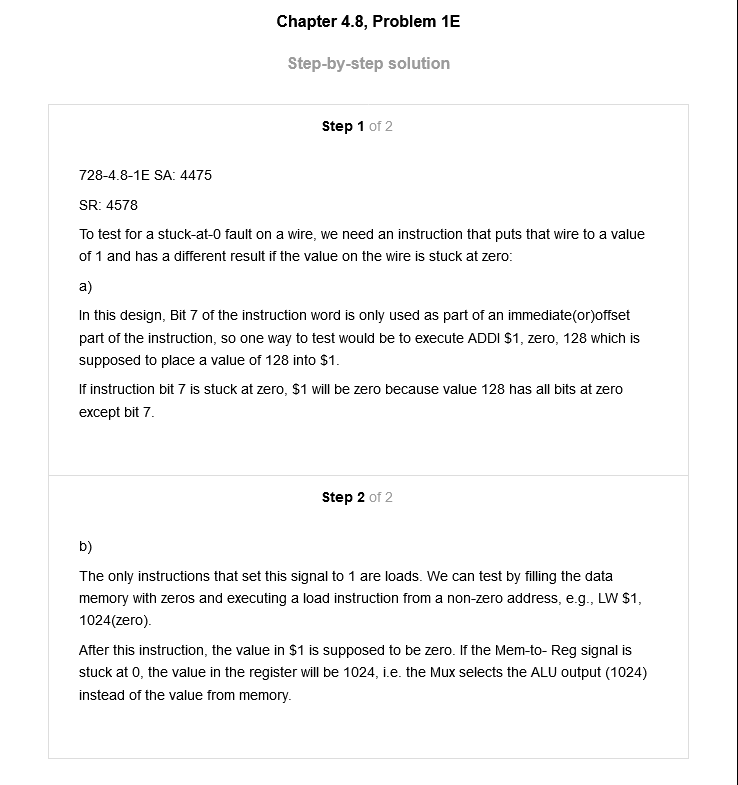 Chapter 4.8, Problem 1E
Step-by-step solution
Step 1 of 2
728-4.8-1E SA: 4475
SR: 4578
To test for a stuck-at-0 fault on a wire, we need an instruction that puts that wire to a value
of 1 and has a different result if the value on the wire is stuck at zero:
a)
In this design, Bit 7 of the instruction word is only used as part of an immediate(or)offset
part of the instruction, so one way to test would be to execute ADDI $1, zero, 128 which is
supposed to place a value of 128 into $1.
If instruction bit 7 is stuck at zero, $1 will be zero because value 128 has all bits at zero
except bit 7.
Step 2 of 2
b)
The only instructions that set this signal to 1 are loads. We can test by filling the data
memory with zeros and executing a load instruction from a non-zero address, e.g., LW $1,
1024(zero).
After this instruction, the value in $1 is supposed to be zero. If the Mem-to- Reg signal is
stuck at 0, the value in the register will be 1024, i.e. the Mux selects the ALU output (1024)
instead of the value from memory.